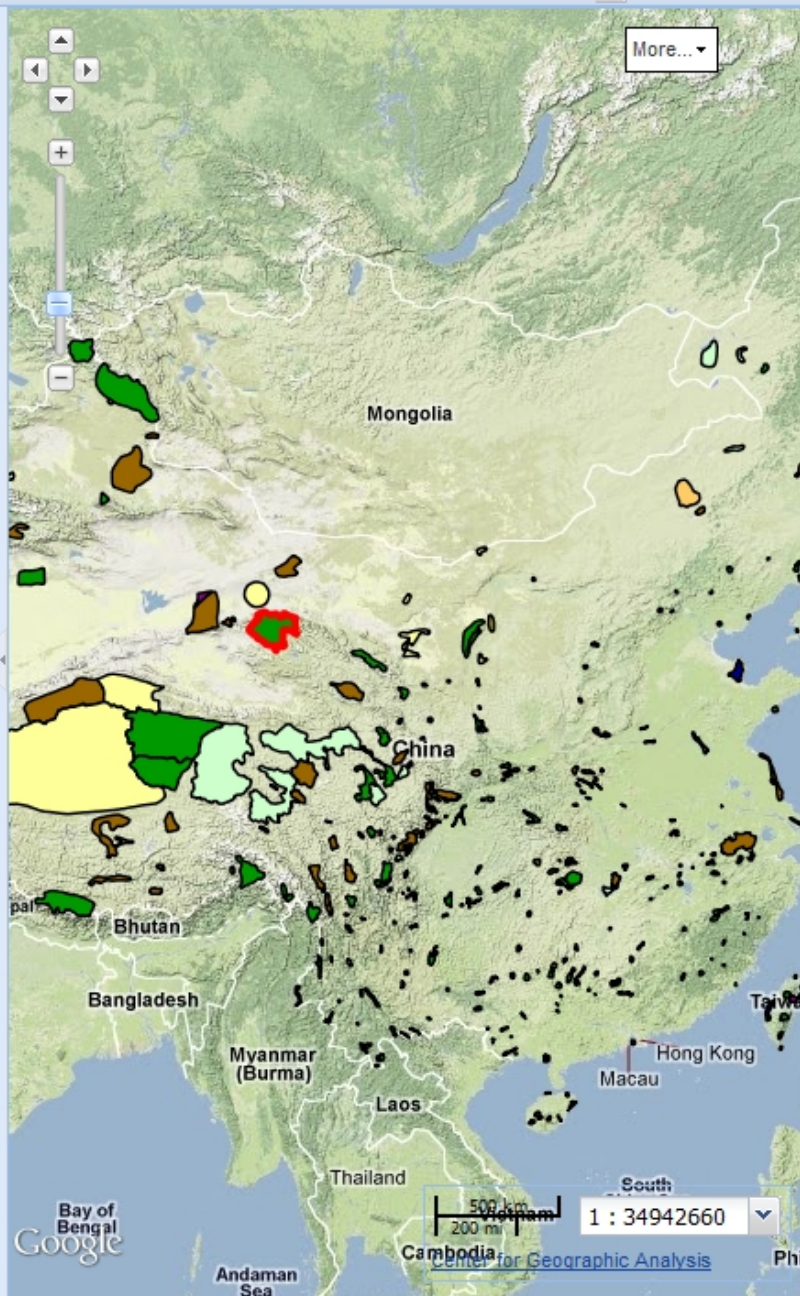 More...
Mongolia
China
pal
Bhutan
Bangladesh
Taiwa
Myanmar
(Burma)
Hong Kong
Macau
Laos
Thailand
South
500 km
200 mi
Vietnam
1 : 34942660
Bay of
Bengal
Google
Cambodia
Center for Geographic Analysis
Phi
Andaman
Sea